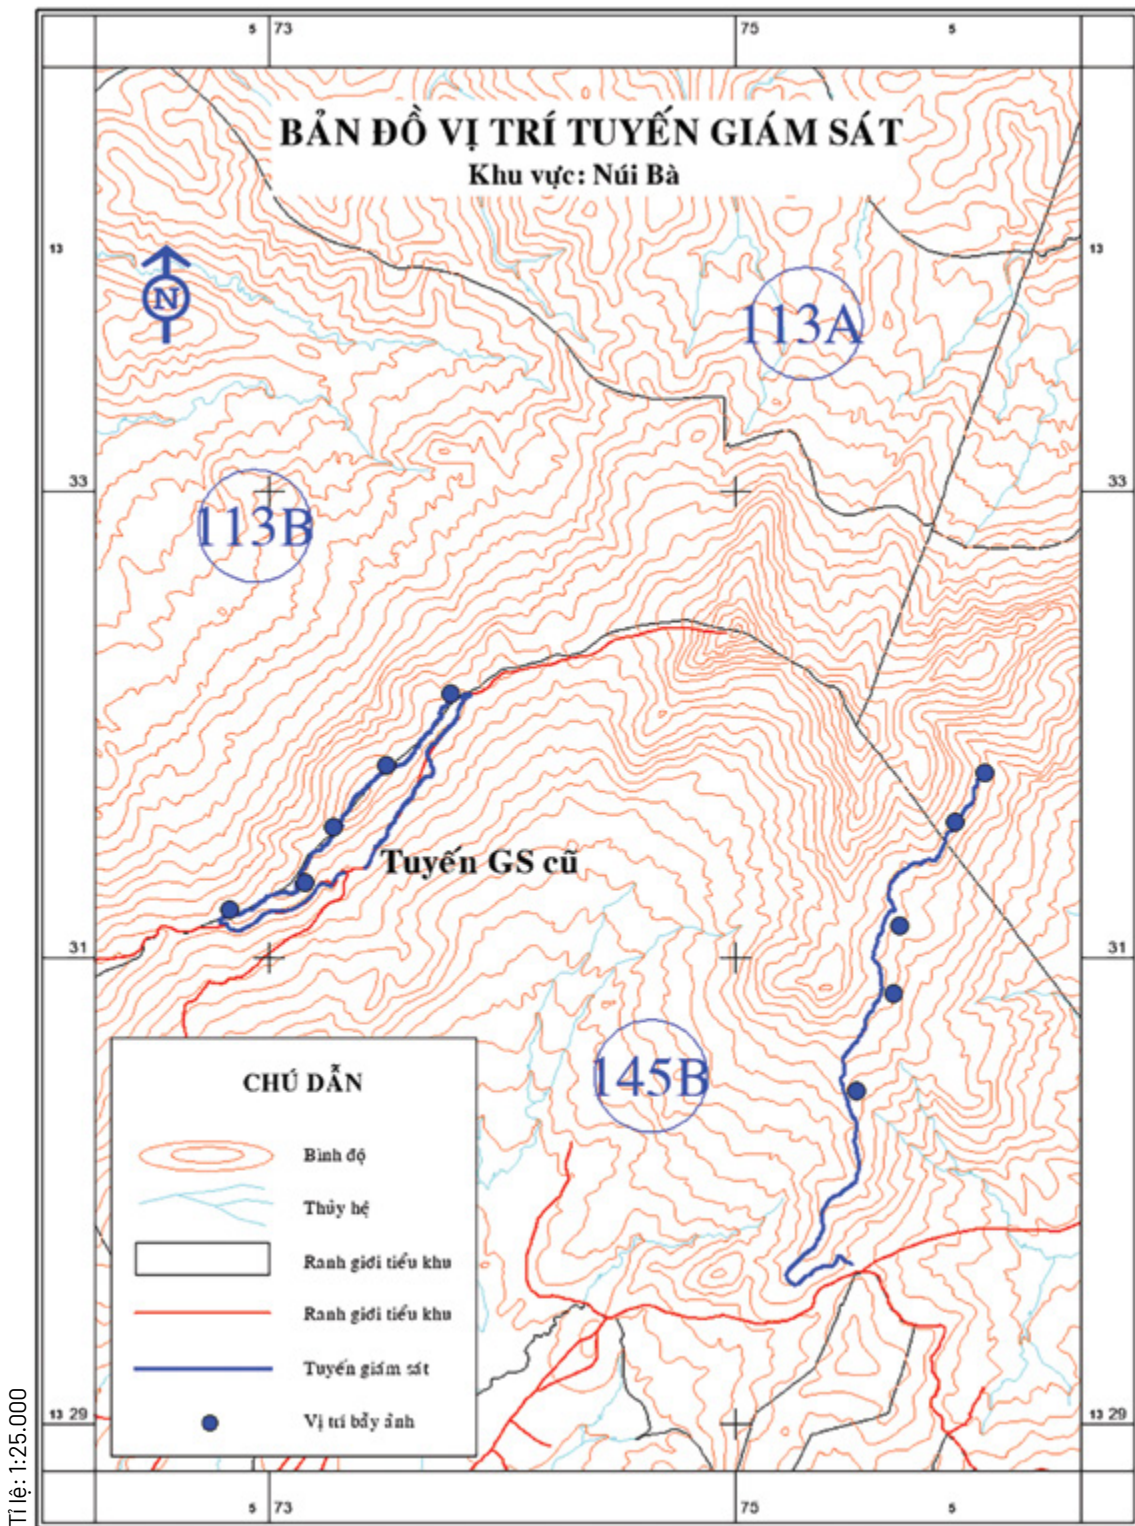 5 73 75 5
BẢN ĐỒ VỊ TRÍ TUYẾN GIÁM SÁT
Khu vực: Núi Bà
13 13
N
113A
33 33
113B
Tuyến GS cũ
31 31
145B
CHÚ DẪN
Bình độ
Thủy hệ
Ranh giới tiểu khu
Ranh giới tiểu khu
Tuyến giám sát
Vị trí bẫy ảnh
13 29 13 29
5 73 75 5
Tỉ lệ: 1:25.000